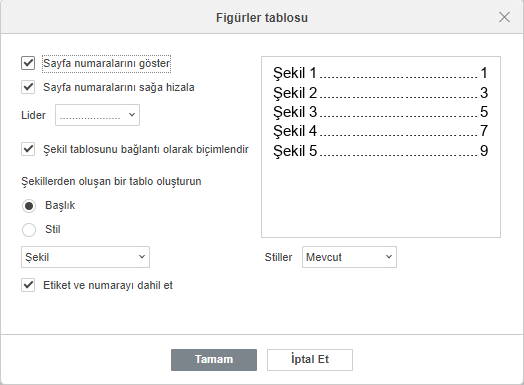 Figürler tablosu
Sayfa numaralarını göster
Sayfa numaralarını sağa hizala
Lider ....................
Şekil tablosunu bağlantı olarak biçimlendir
Şekillerden oluşan bir tablo oluşturun
Başlık
Stil
Şekil
Etiket ve numarayı dahil et
Şekil 1........................................1
Şekil 2........................................3
Şekil 3........................................5
Şekil 4........................................7
Şekil 5........................................9
Stiller Mevcut
Tamam İptal Et